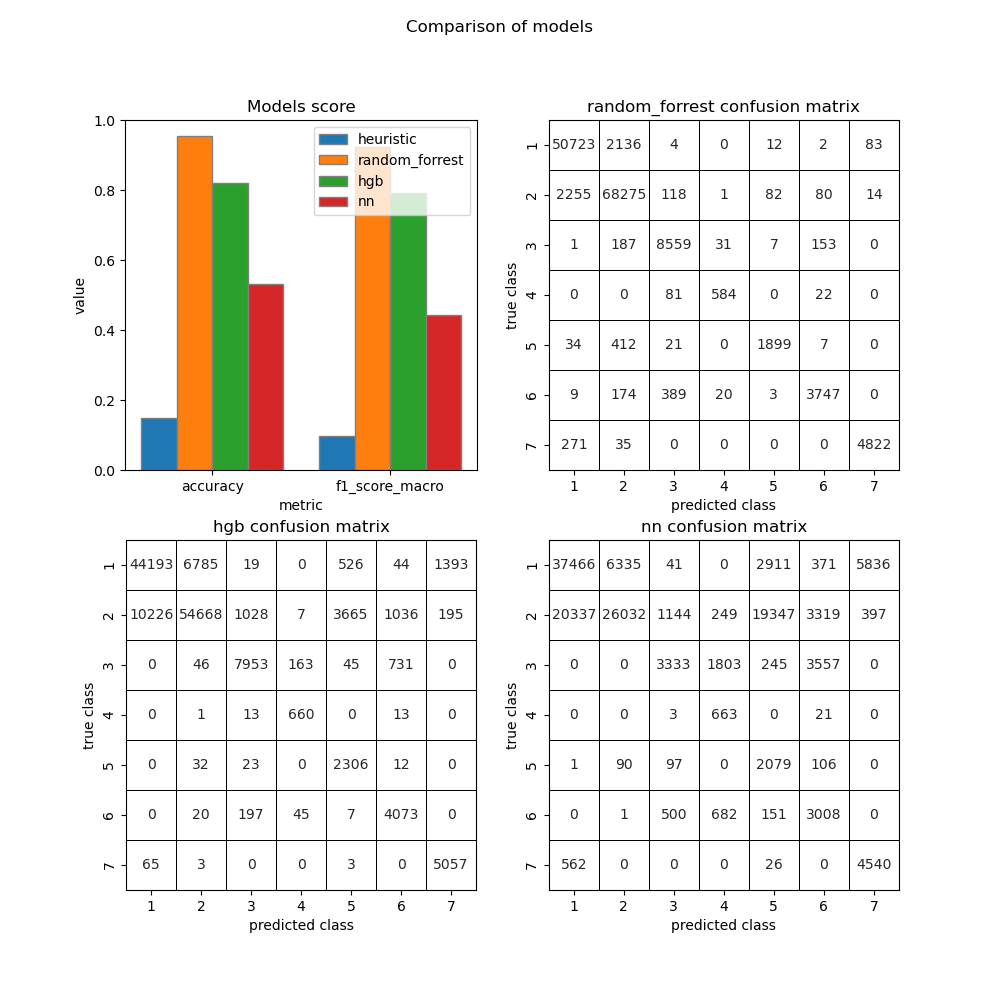 Comparison of models
Models score
1.0
0.8
0.6
0.4
0.2
0.0
value
heuristic
random_forrest
hgb
nn
accuracy f1_score_macro
metric
random_forrest confusion matrix
true class
1 50723 2136 4 0 12 2 83
2 2255 68275 118 1 82 80 14
3 1 187 8559 31 7 153 0
4 0 0 81 584 0 22 0
5 34 412 21 0 1899 7 0
6 9 174 389 20 3 3747 0
7 271 35 0 0 0 0 4822
1 2 3 4 5 6 7
predicted class
hgb confusion matrix
true class
1 44193 6785 19 0 526 44 1393
2 10226 54668 1028 7 3665 1036 195
3 0 46 7953 163 45 731 0
4 0 1 13 660 0 13 0
5 0 32 23 0 2306 12 0
6 0 20 197 45 7 4073 0
7 65 3 0 0 3 0 5057
1 2 3 4 5 6 7
predicted class
nn confusion matrix
true class
1 37466 6335 41 0 2911 371 5836
2 20337 26032 1144 249 19347 3319 397
3 0 0 3333 1803 245 3557 0
4 0 0 3 663 0 21 0
5 1 90 97 0 2079 106 0
6 0 1 500 682 151 3008 0
7 562 0 0 0 26 0 4540
1 2 3 4 5 6 7
predicted class